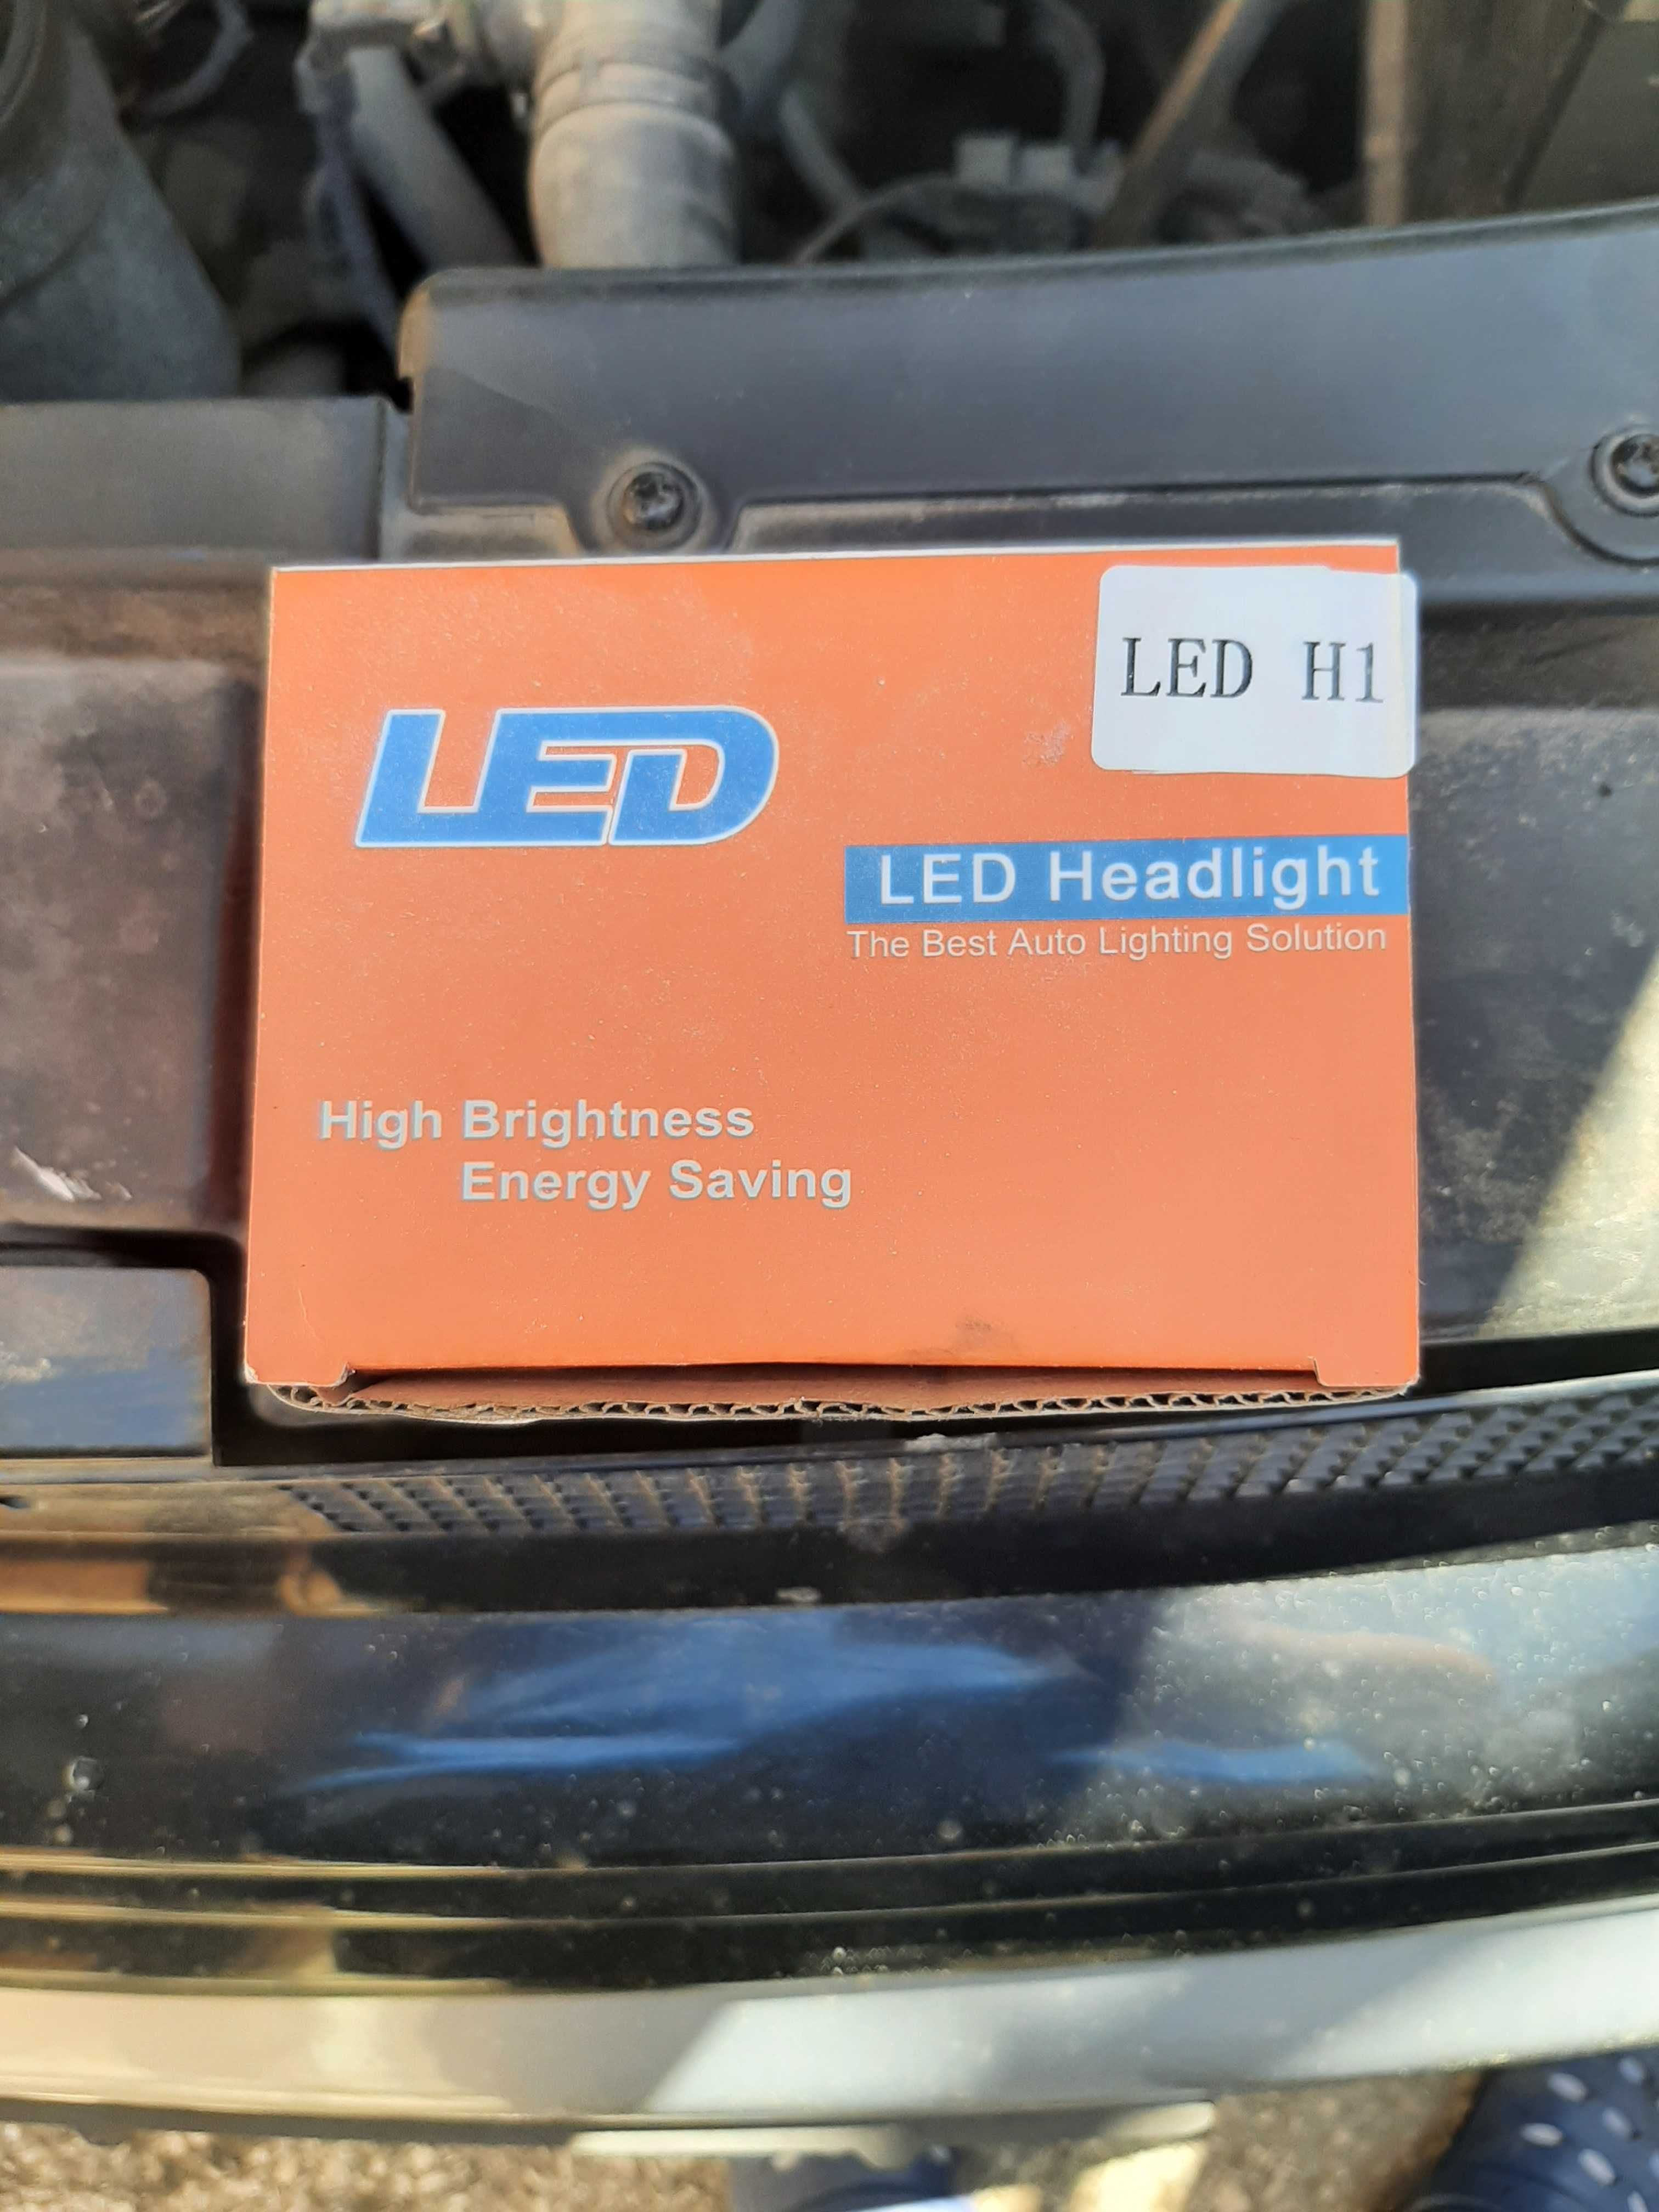 LED H1
LED
LED Headlight
The Best Auto Lighting Solution
High Brightness
Energy Saving